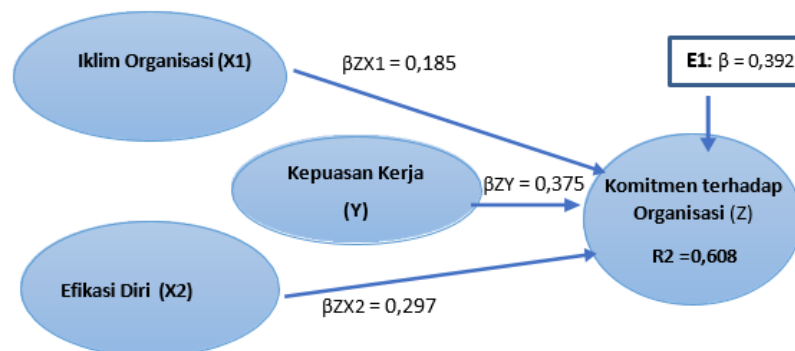 Iklim Organisasi (X1)
βZX1 = 0,185
E1: β = 0,392
Kepuasan Kerja
(Y)
βZY = 0,375
Komitmen terhadap
Organisasi (Z)
R2 =0,608
Efikasi Diri (X2)
βZX2 = 0,297